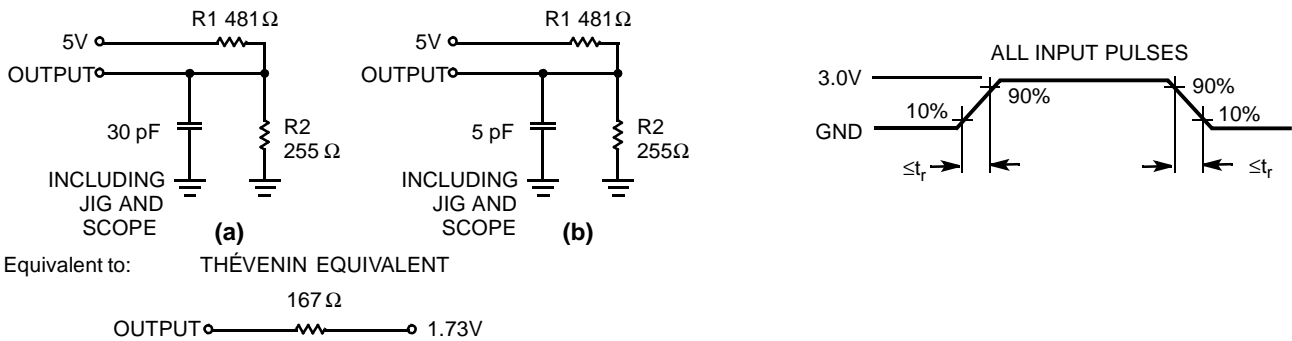 R1 481Ω
5V
OUTPUT
30 pF
R2
255 Ω
INCLUDING
JIG AND
SCOPE
(a)
R1 481Ω
5V
OUTPUT
5 pF
R2
255Ω
INCLUDING
JIG AND
SCOPE
(b)
ALL INPUT PULSES
3.0V
GND
10%
90%
90%
10%
≤tr
≤tr
Equivalent to: THÉVENIN EQUIVALENT
167 Ω
OUTPUT 1.73V